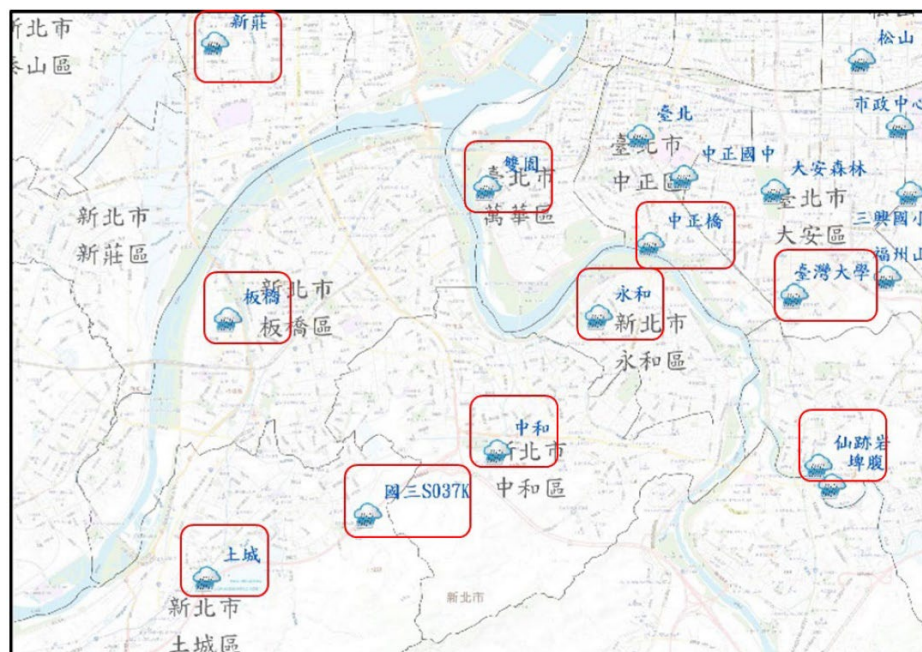 新北市
泰山區
新莊
松山
市政中心
臺北
臺北市
中正區
中正國中
雙園
臺北市
萬華區
大安森林
臺北市
大安區
三興國小
新北市
新莊區
中正橋
福州山
臺灣大學
板橋
新北市
板橋區
永和
新北市
永和區
中和
新北市
中和區
仙跡岩
埤腹
國三S037K
土城
新北市
土城區
新北市